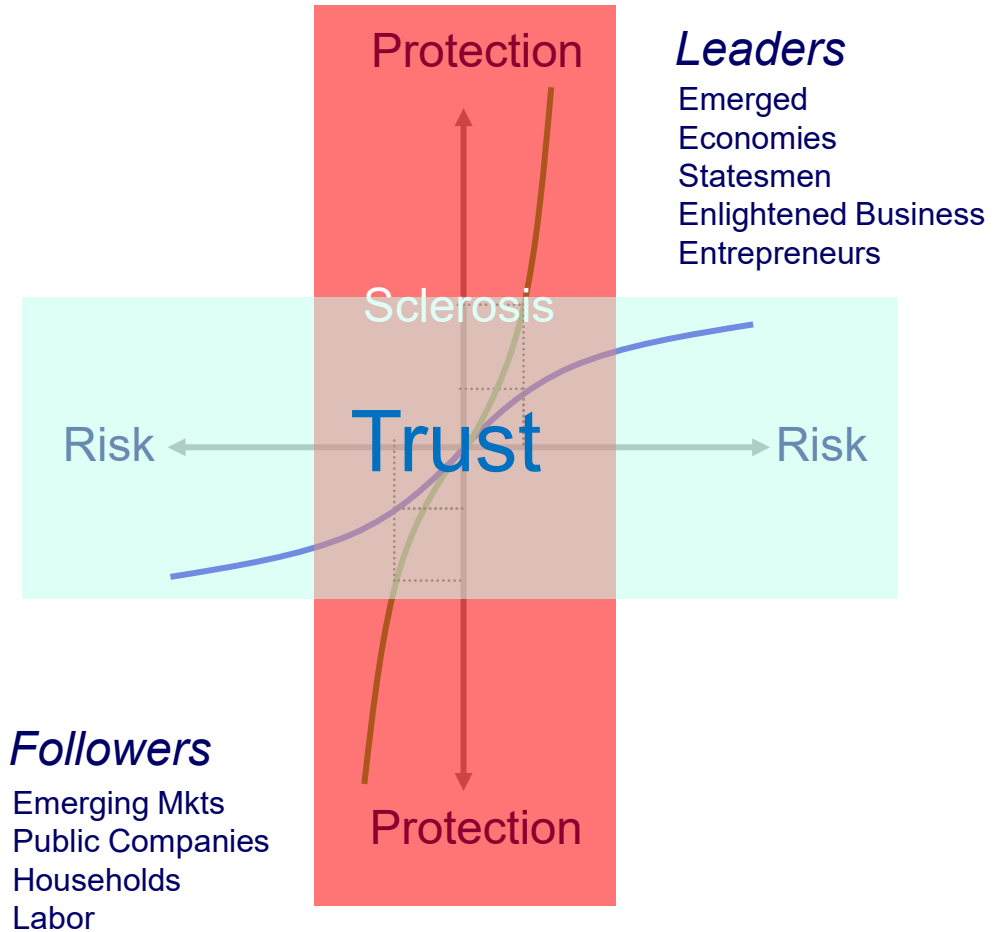 Protection
Leaders
Emerged
Economies
Statesmen
Enlightened Business
Entrepreneurs
Sclerosis
Risk
Trust
Risk
Followers
Emerging Mkts
Public Companies
Households
Labor
Protection